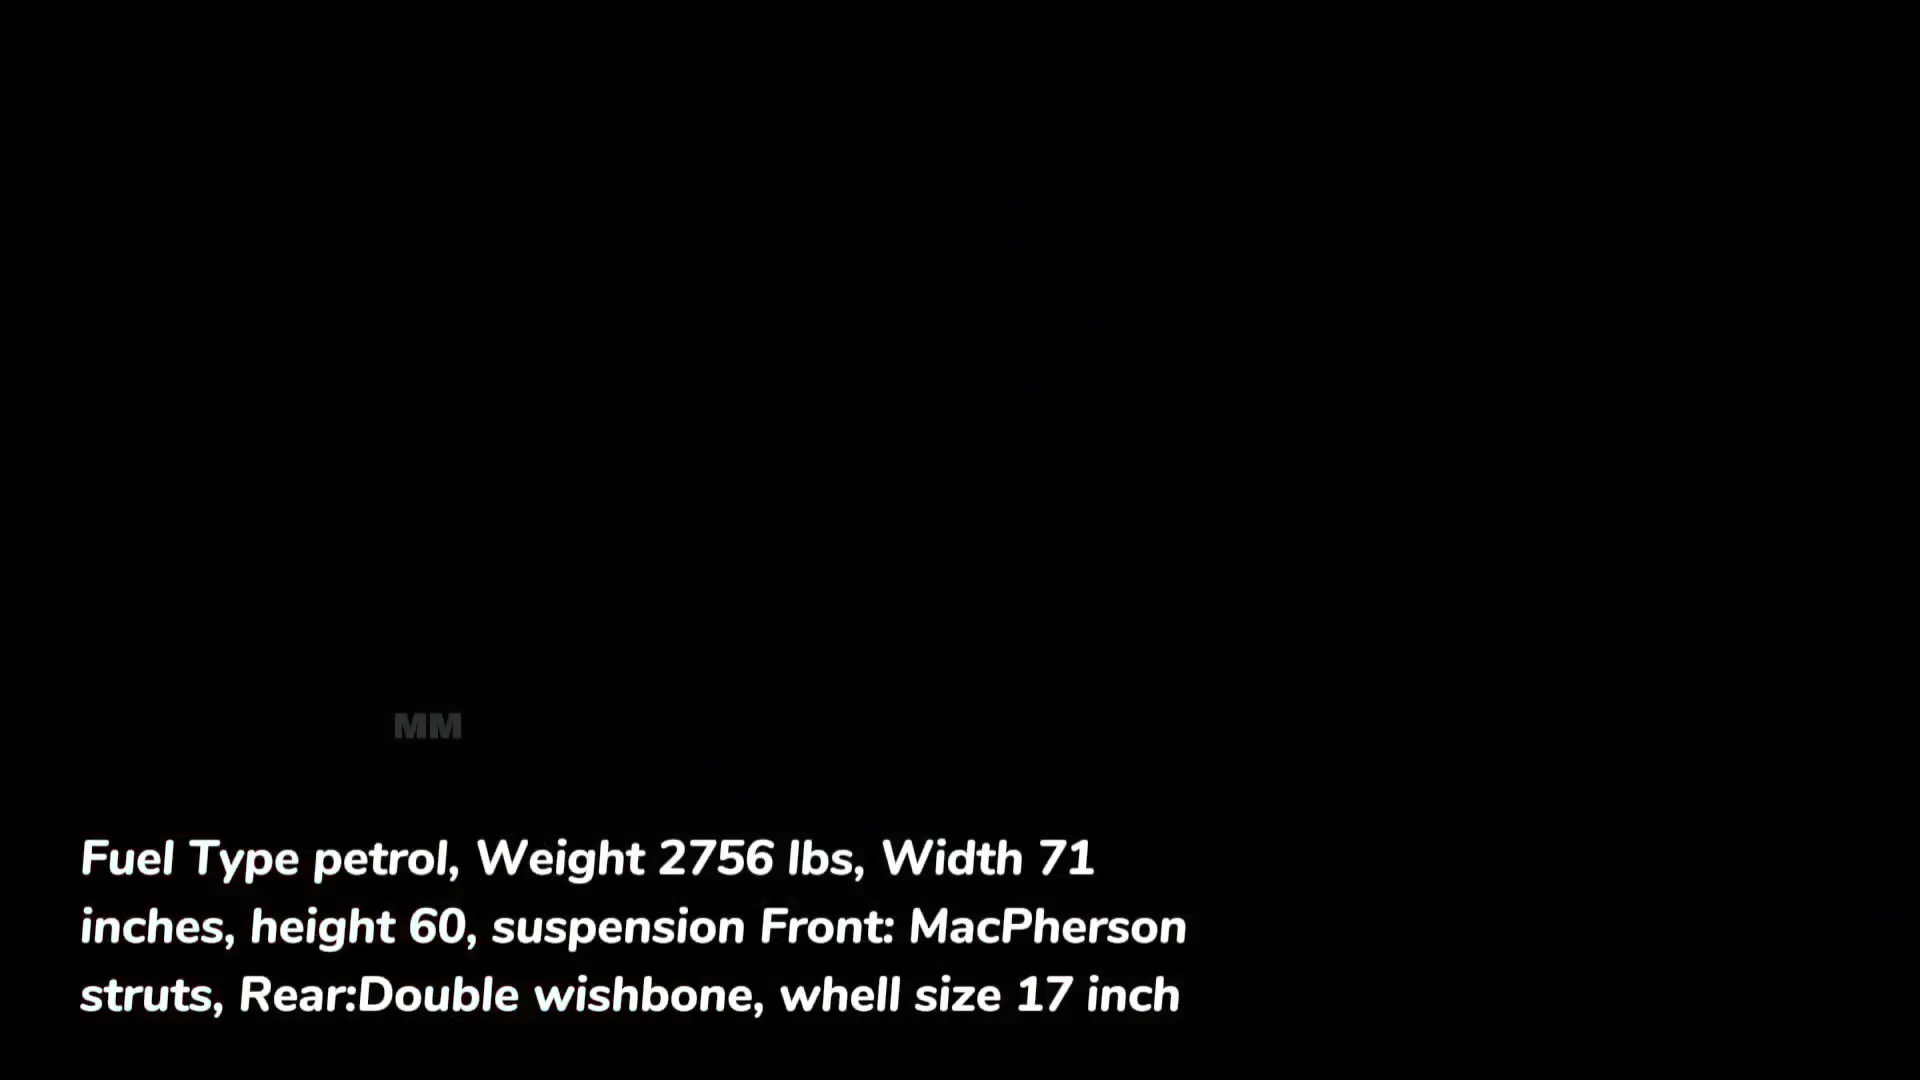 MM
Fuel Type petrol, Weight 2756 lbs, Width 71
inches, height 60, suspension Front: MacPherson
struts, Rear:Double wishbone, whell size 17 inch